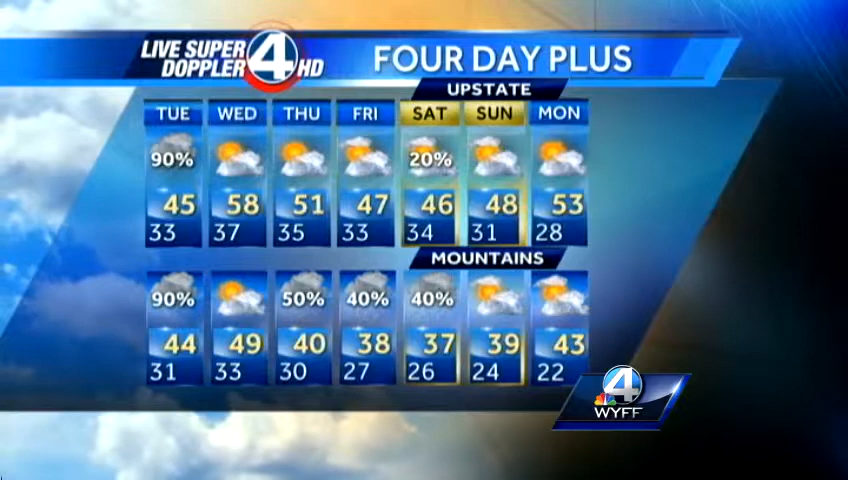 LIVE SUPER
DOPPLER 4 HD
FOUR DAY PLUS
UPSTATE
TUE WED THU FRI SAT SUN MON
90% 20%
45 58 51 47 46 48 53
33 37 35 33 34 31 28
MOUNTAINS
90% 50% 40% 40%
44 49 40 38 37 39 43
31 33 30 27 26 24 22
4
WYFF